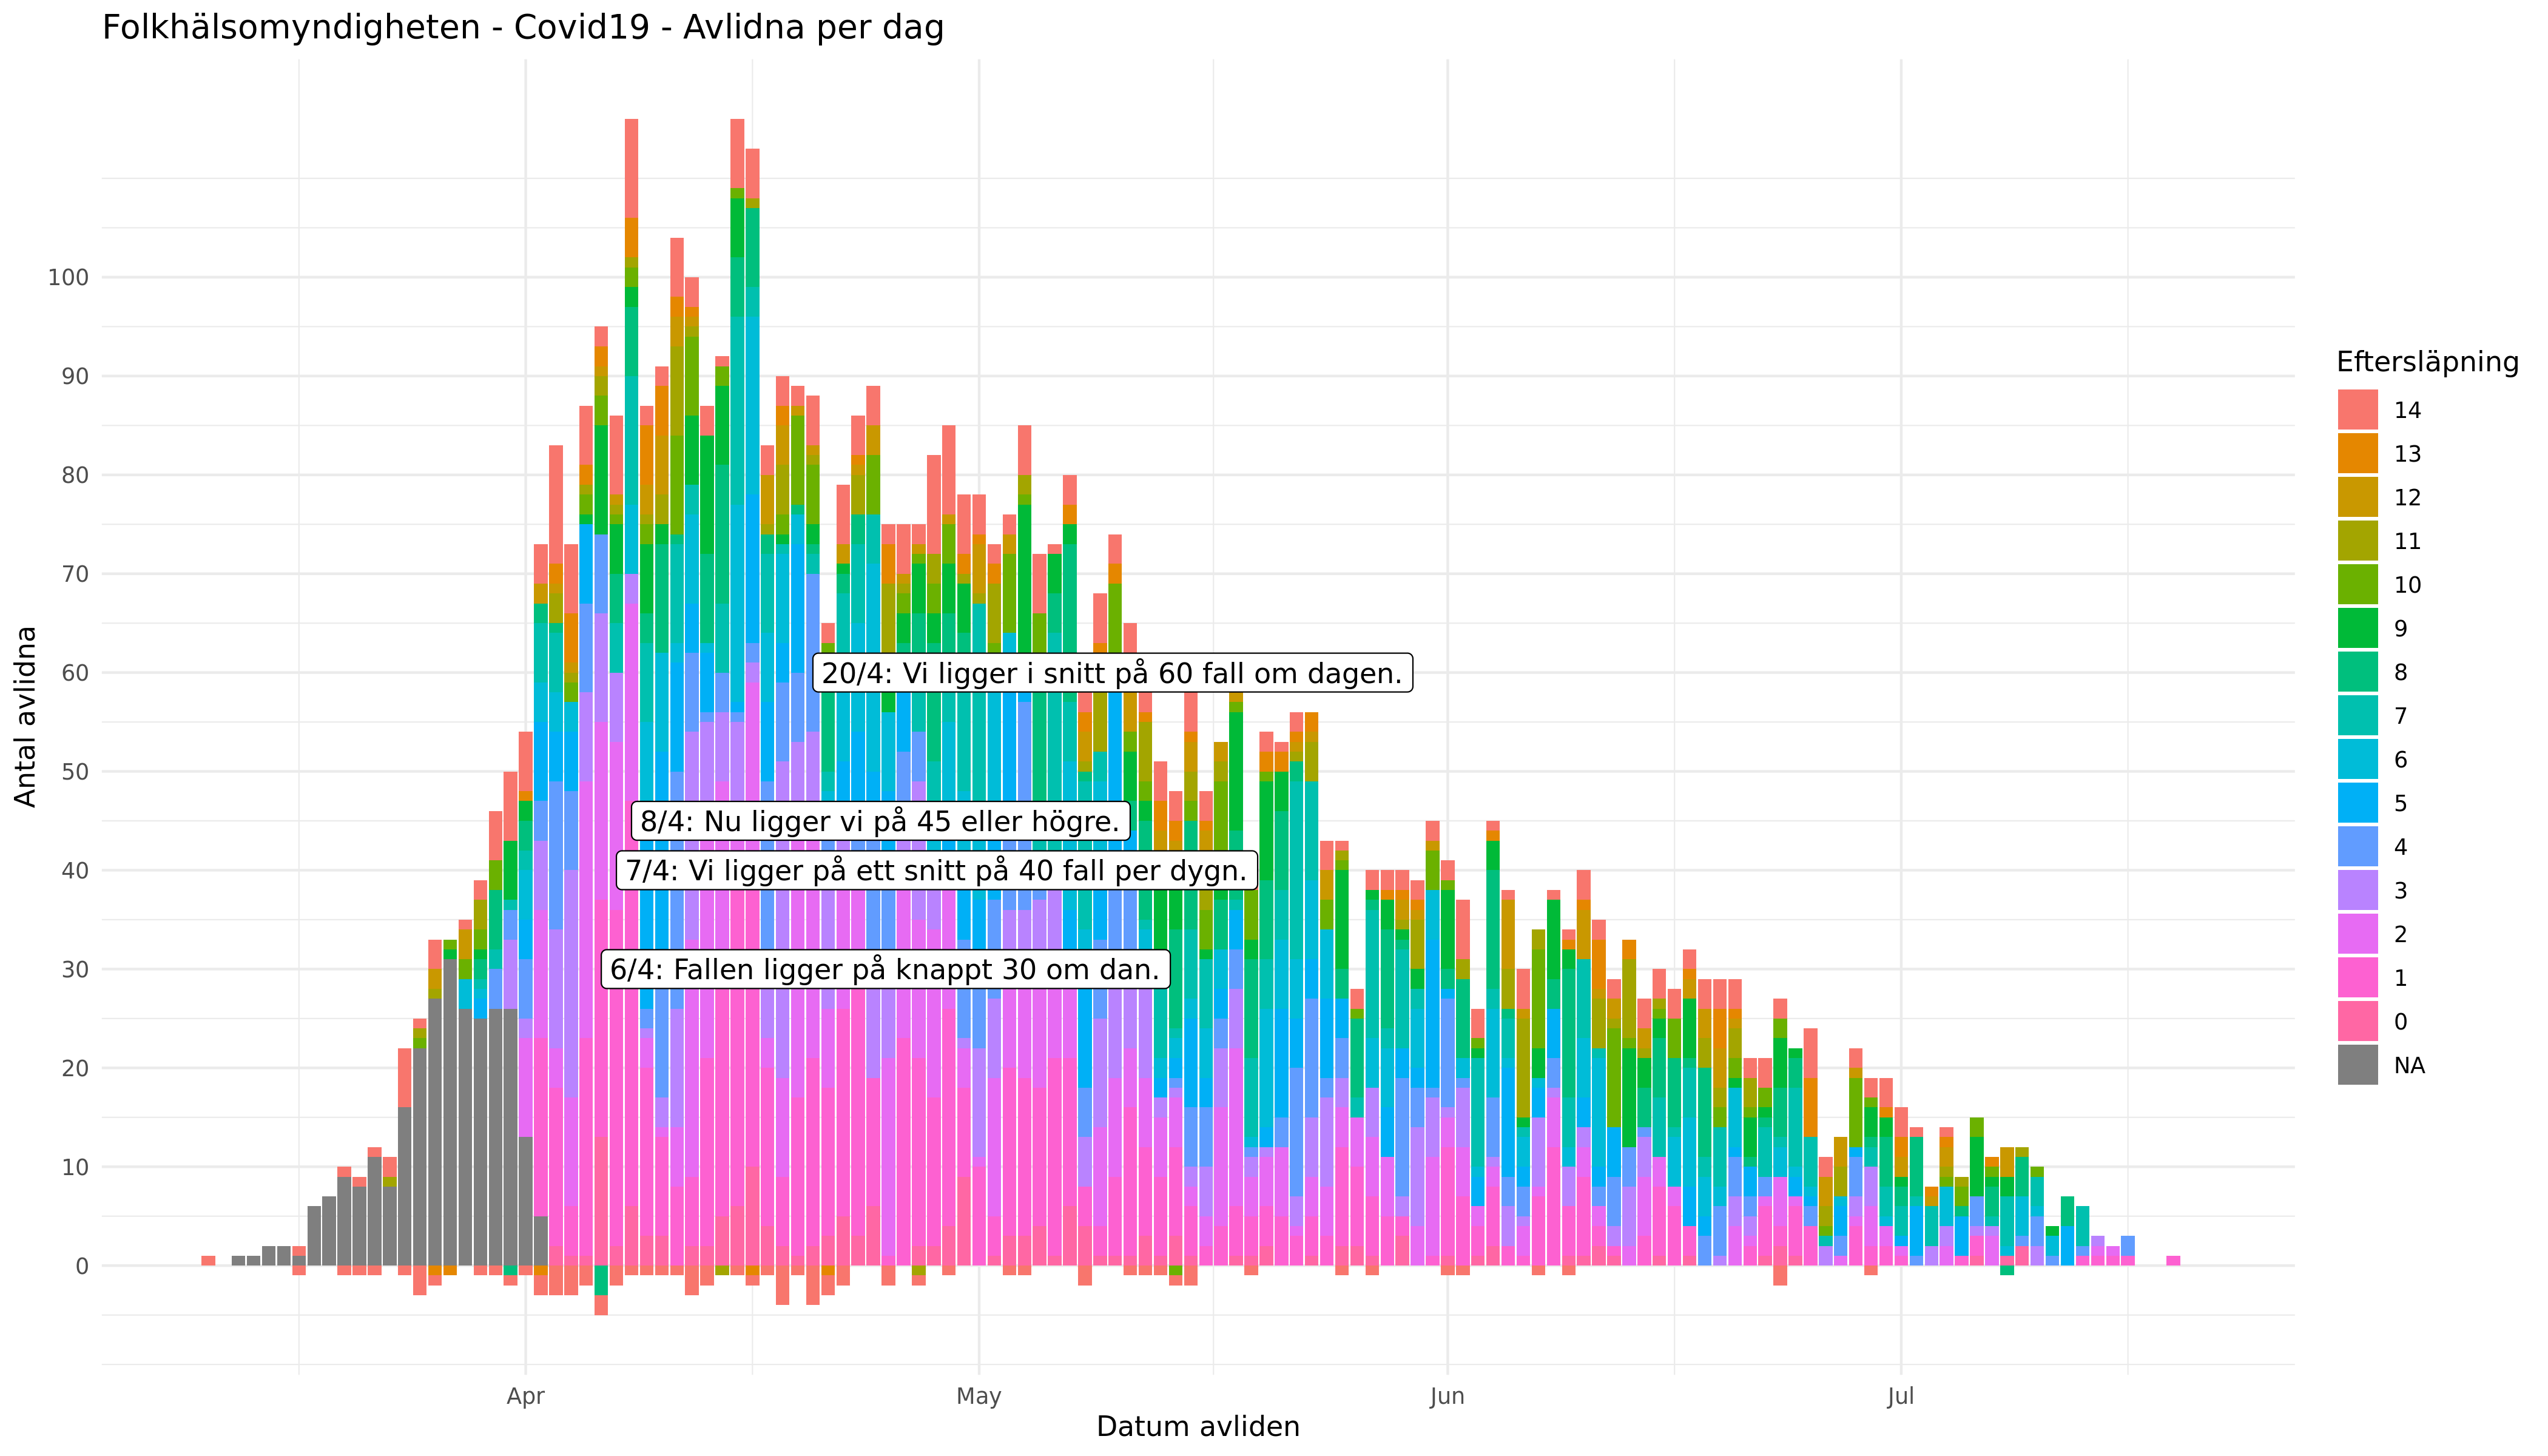 Folkhälsomyndigheten - Covid19 - Avlidna per dag
Antal avlidna
100
90
80
70
60
50
40
30
20
10
0
20/4: Vi ligger i snitt på 60 fall om dagen.
8/4: Nu ligger vi på 45 eller högre.
7/4: Vi ligger på ett snitt på 40 fall per dygn.
6/4: Fallen ligger på knappt 30 om dan.
Apr
May
Jun
Jul
Datum avliden
Eftersläpning
14
13
12
11
10
9
8
7
6
5
4
3
2
1
0
NA